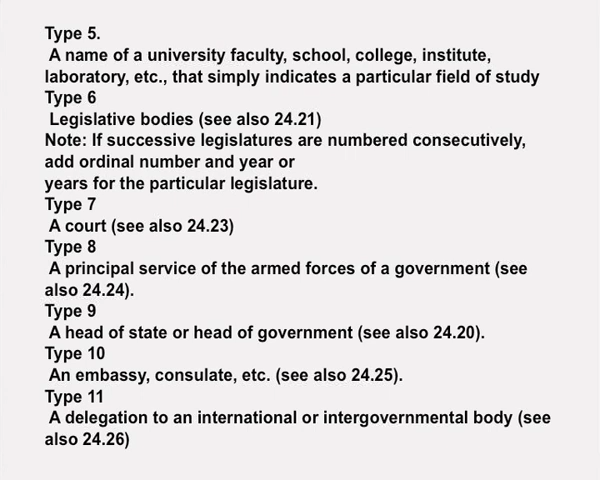 Type 5.
A name of a university faculty, school, college, institute,
laboratory, etc., that simply indicates a particular field of study
Type 6
Legislative bodies (see also 24.21)
Note: If successive legislatures are numbered consecutively,
add ordinal number and year or
years for the particular legislature.
Type 7
A court (see also 24.23)
Type 8
A principal service of the armed forces of a government (see
also 24.24).
Type 9
A head of state or head of government (see also 24.20).
Type 10
An embassy, consulate, etc. (see also 24.25).
Type 11
A delegation to an international or intergovernmental body (see
also 24.26)